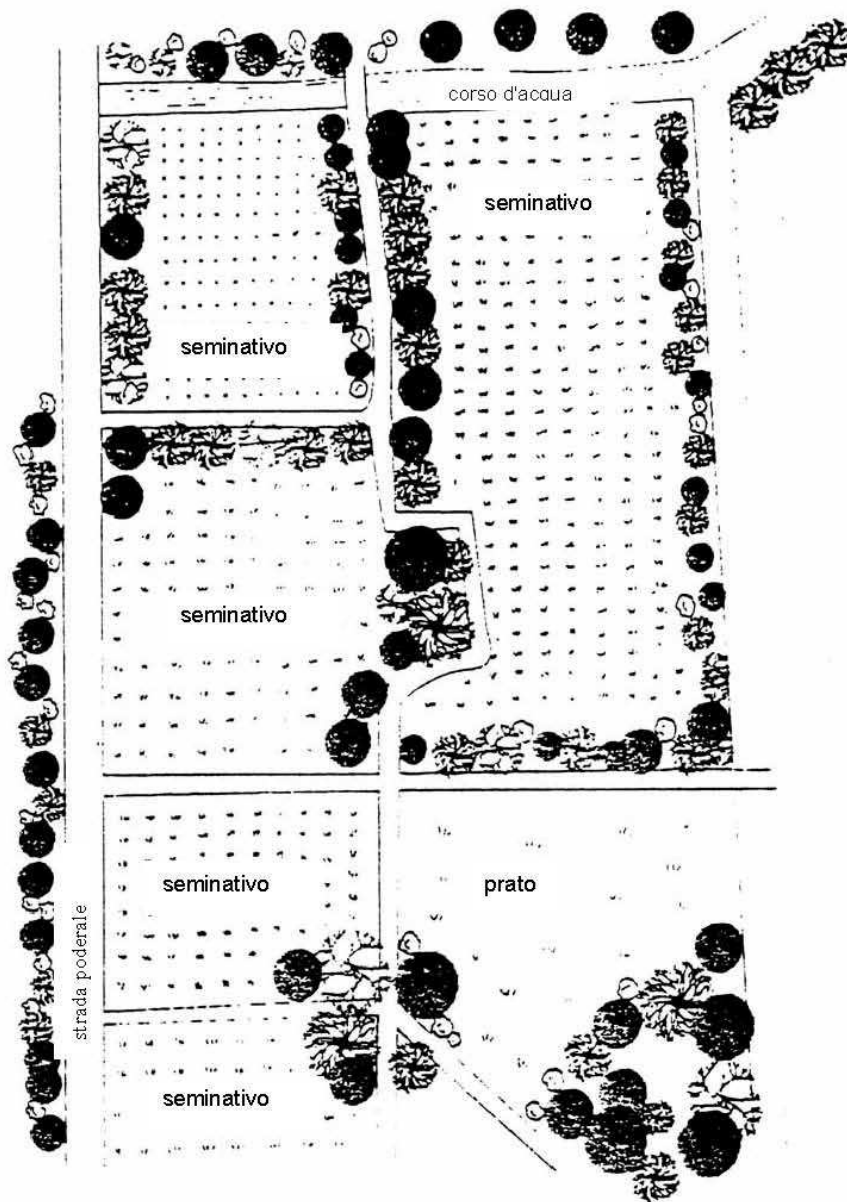 corso d'acqua
seminativo
seminativo
seminativo
seminativo
prato
strada poderale
seminativo